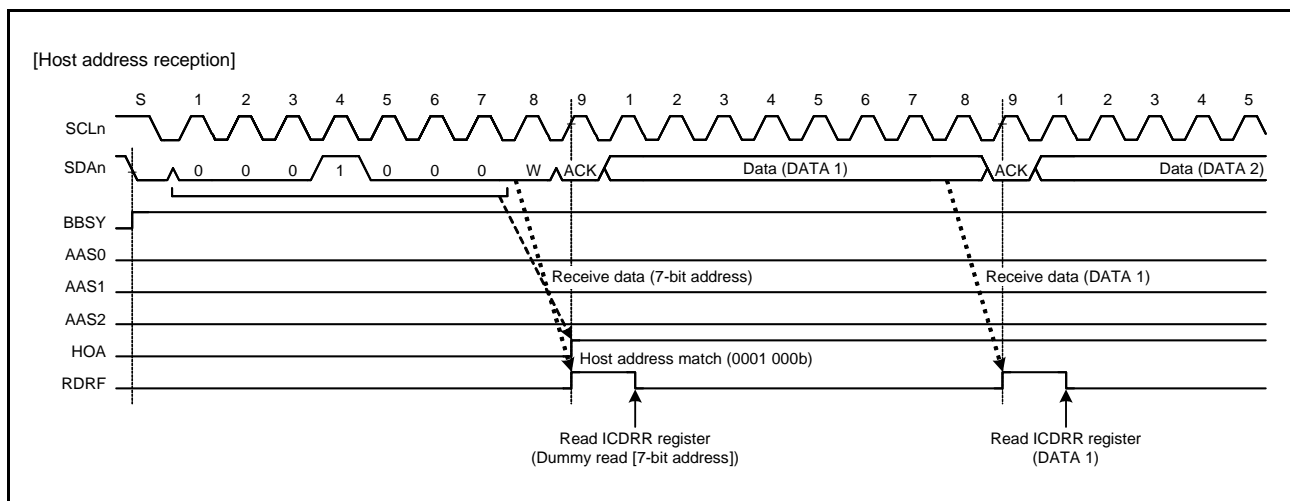 [Host address reception]
S 1 2 3 4 5 6 7 8 9 1 2 3 4 5 6 7 8 9 1 2 3 4 5
SCLn
SDAn 0 0 0 1 0 0 0 W ACK Data (DATA 1) ACK Data (DATA 2)
BBSY
AAS0
AAS1 Receive data (7-bit address) Receive data (DATA 1)
AAS2
HOA Host address match (0001 000b)
RDRF
Read ICDRR register Read ICDRR register
(Dummy read [7-bit address]) (DATA 1)